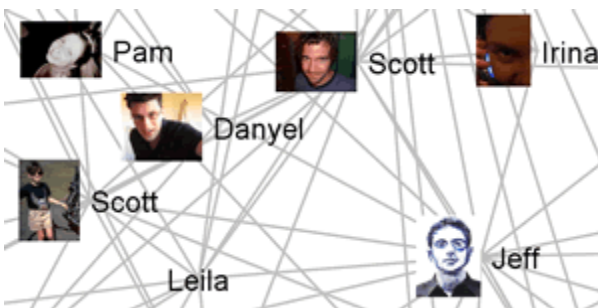 Pam
Scott
Irina
Danyel
Scott
Jeff
Leila